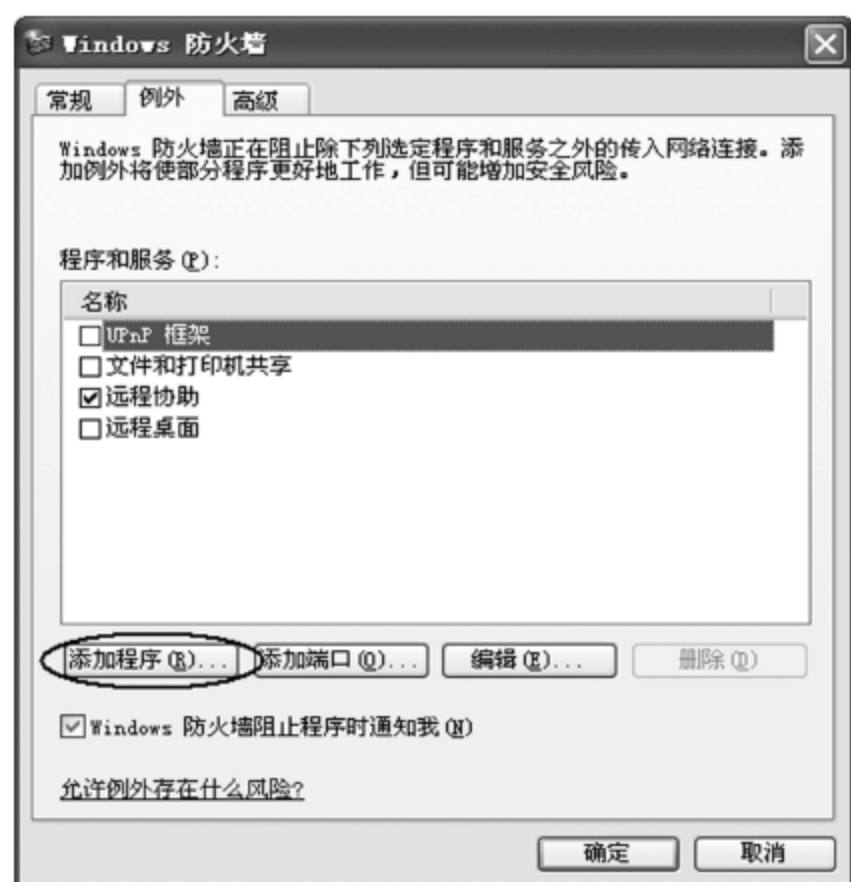 Windows 防火墙
常规 例外 高级
Windows 防火墙正在阻止除下列选定程序和服务之外的传入网络连接。添
加例外将使部分程序更好地工作，但可能增加安全风险。
程序和服务(P):
名称
UPnP 框架
文件和打印机共享
远程协助
远程桌面
添加程序(R)... 添加端口(O)... 编辑(E)... 删除(D)
Windows 防火墙阻止程序时通知我(N)
允许例外存在什么风险?
确定 取消